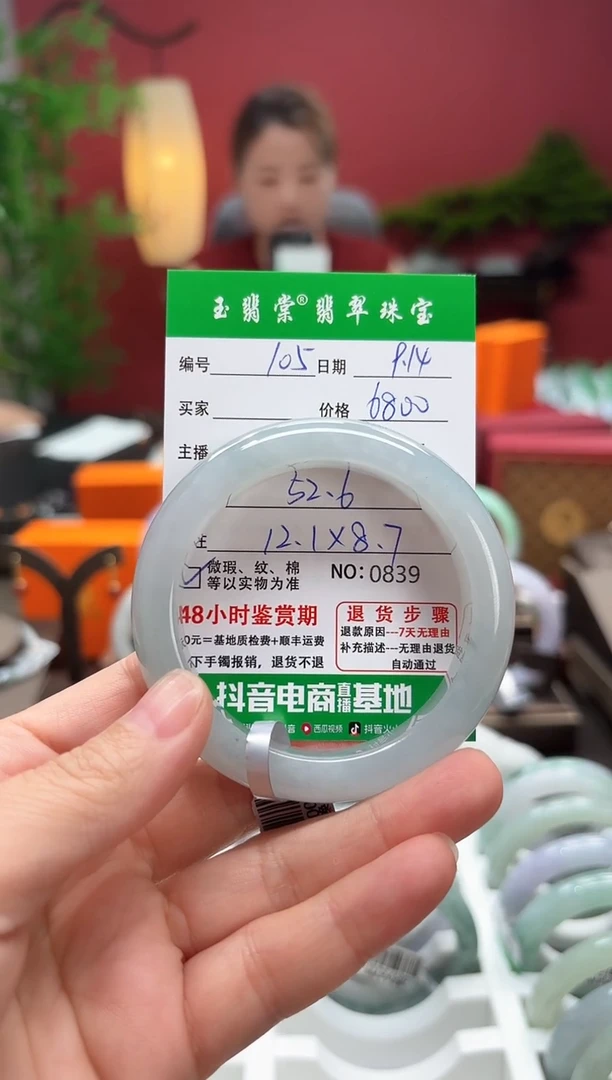 玉翡棠®翡翠珠宝
编号 105 日期 9.14
买家 价格 6800
主播
52.6
12.1×8.7
微瑕、纹、棉
等以实物为准
NO:0839
48小时鉴赏期
0元=基地质检费+顺丰运费
下手镯报销，退货不退
退货步骤
退款原因---7天无理由
补充描述---无理由退货
自动通过
抖音电商直播基地
西瓜视频 抖音火